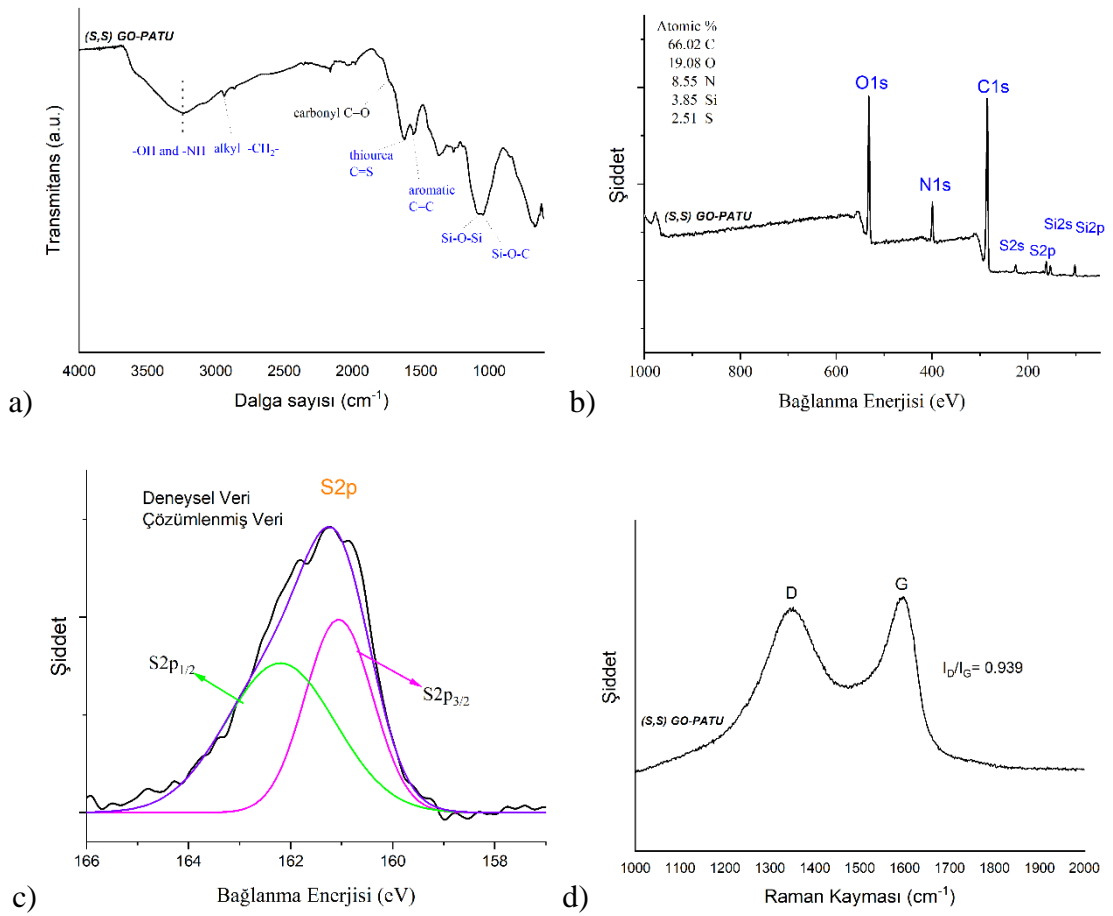 (S,S) GO-PATU
-OH and -NH
alkyl -CH2-
carbonyl C=O
thiourea
C=S
aromatic
C=C
Si-O-Si
Si-O-C
Transmitans (a.u.)
4000 3500 3000 2500 2000 1500 1000
Dalga sayısı (cm-1)
a)
Atomic %
66.02 C
19.08 O
8.55 N
3.85 Si
2.51 S
O1s
C1s
N1s
(S,S) GO-PATU
S2s
S2p
Si2s
Si2p
Şiddet
1000 800 600 400 200
Bağlanma Enerjisi (eV)
b)
Deneysel Veri
Çözümlenmiş Veri
S2p
S2p1/2
S2p3/2
Şiddet
166 164 162 160 158
Bağlanma Enerjisi (eV)
c)
D
G
ID/IG= 0.939
(S,S) GO-PATU
Şiddet
1000 1100 1200 1300 1400 1500 1600 1700 1800 1900 2000
Raman Kayması (cm-1)
d)